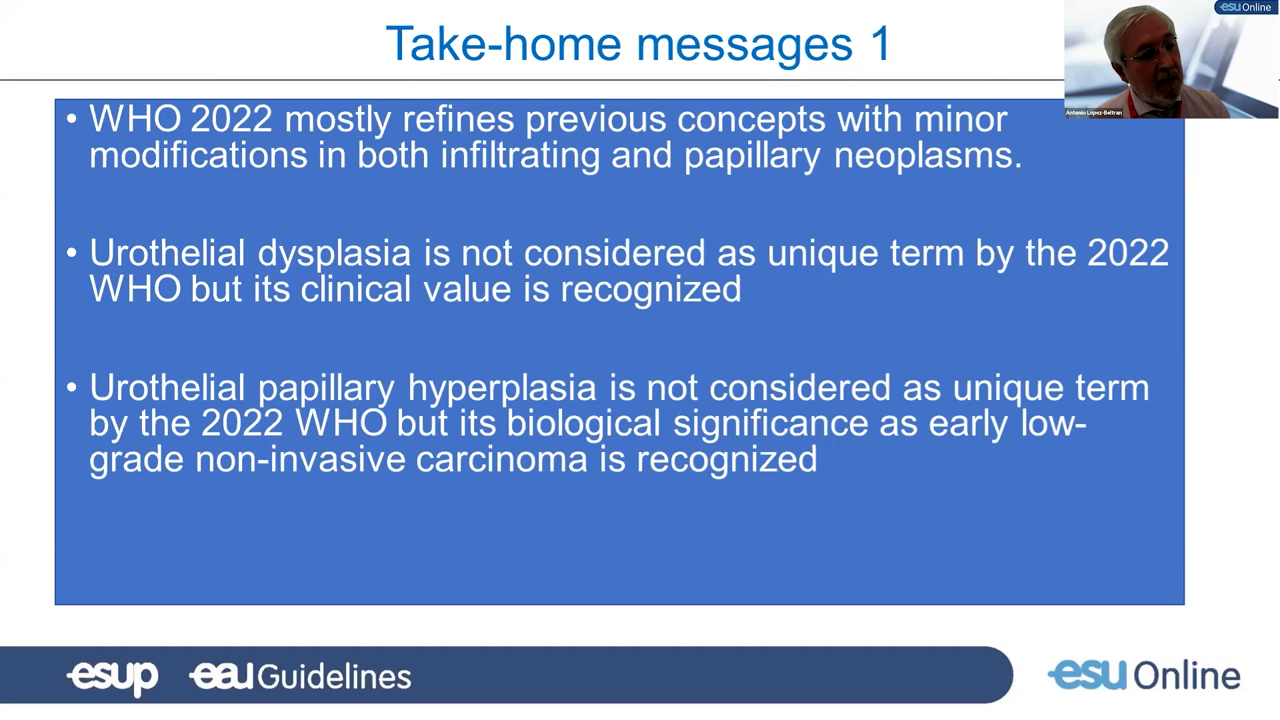 Take-home messages 1
esu Online
Antonio López-Beltran
• WHO 2022 mostly refines previous concepts with minor
modifications in both infiltrating and papillary neoplasms.
• Urothelial dysplasia is not considered as unique term by the 2022
WHO but its clinical value is recognized
• Urothelial papillary hyperplasia is not considered as unique term
by the 2022 WHO but its biological significance as early low-
grade non-invasive carcinoma is recognized
esup eau Guidelines esu Online